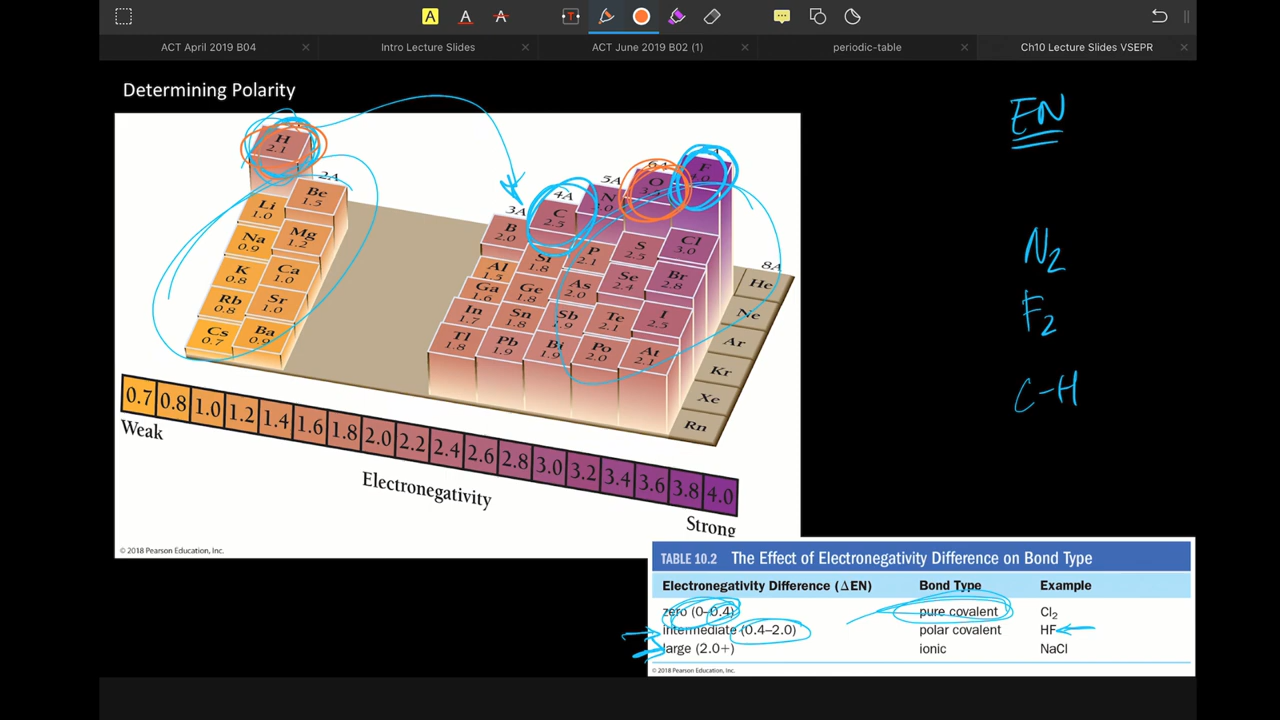 A A A T
ACT April 2019 B04 × Intro Lecture Slides × ACT June 2019 B02 (1) × periodic-table × Ch10 Lecture Slides VSEPR ×
Determining Polarity
EN
H
2.1
2A
Be
1.5
Li
1.0
Mg
1.2
Na
0.9
Ca
1.0
K
0.8
Sr
1.0
Rb
0.8
Ba
0.9
Cs
0.7
3A
4A
5A
6A
8A
B
2.0
C
2.5
N
3.0
O
F
4.0
Al
1.5
Si
1.8
P
2.1
S
2.5
Cl
3.0
Ga
1.6
Ge
1.8
As
2.0
Se
2.4
Br
2.8
In
1.7
Sn
1.8
Sb
1.9
Te
2.1
I
2.5
Tl
1.8
Pb
1.9
Bi
1.9
Po
2.0
At
2.1
He
Ne
Ar
Kr
Xe
Rn
N2
F2
C-H
0.7 0.8 1.0 1.2 1.4 1.6 1.8 2.0 2.2 2.4 2.6 2.8 3.0 3.2 3.4 3.6 3.8 4.0
Weak
Electronegativity
Strong
© 2018 Pearson Education, Inc.
TABLE 10.2 The Effect of Electronegativity Difference on Bond Type
Electronegativity Difference (ΔEN) Bond Type Example
zero (0–0.4) pure covalent Cl2
intermediate (0.4–2.0) polar covalent HF
large (2.0+) ionic NaCl
© 2018 Pearson Education, Inc.